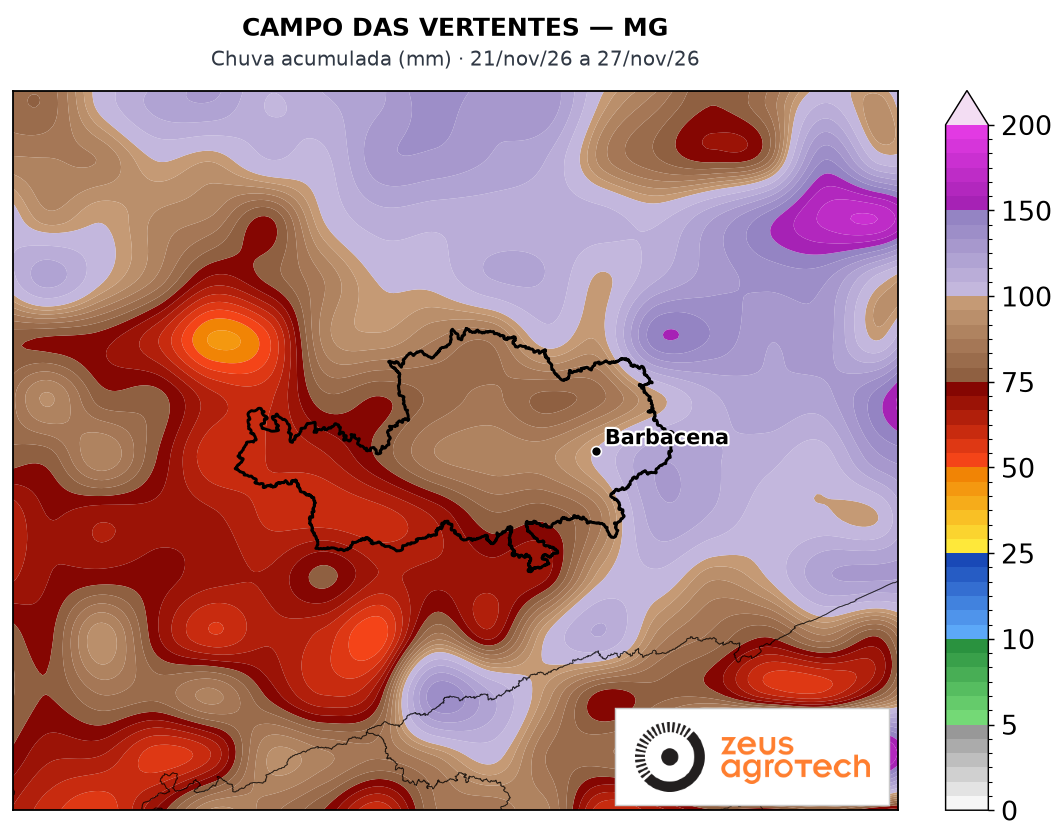 CAMPO DAS VERTENTES — MG
Chuva acumulada (mm) · 21/nov/26 a 27/nov/26
200
150
100
75
50
25
10
5
0
Barbacena
zeus
agrotech